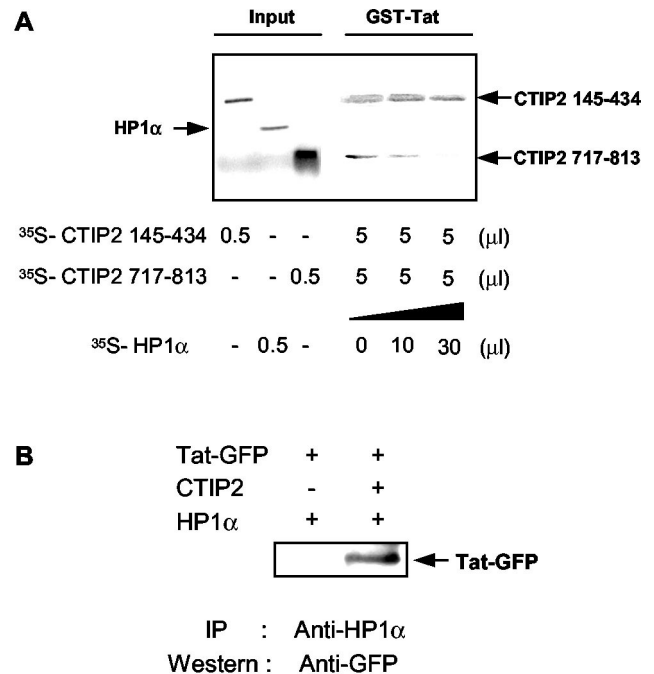 A
Input GST-Tat
CTIP2 145-434
HP1α
CTIP2 717-813
³⁵S- CTIP2 145-434 0.5 - - 5 5 5 (µl)
³⁵S- CTIP2 717-813 - - 0.5 5 5 5 (µl)
³⁵S- HP1α - 0.5 - 0 10 30 (µl)
B
Tat-GFP + +
CTIP2 - +
HP1α + +
Tat-GFP
IP : Anti-HP1α
Western : Anti-GFP